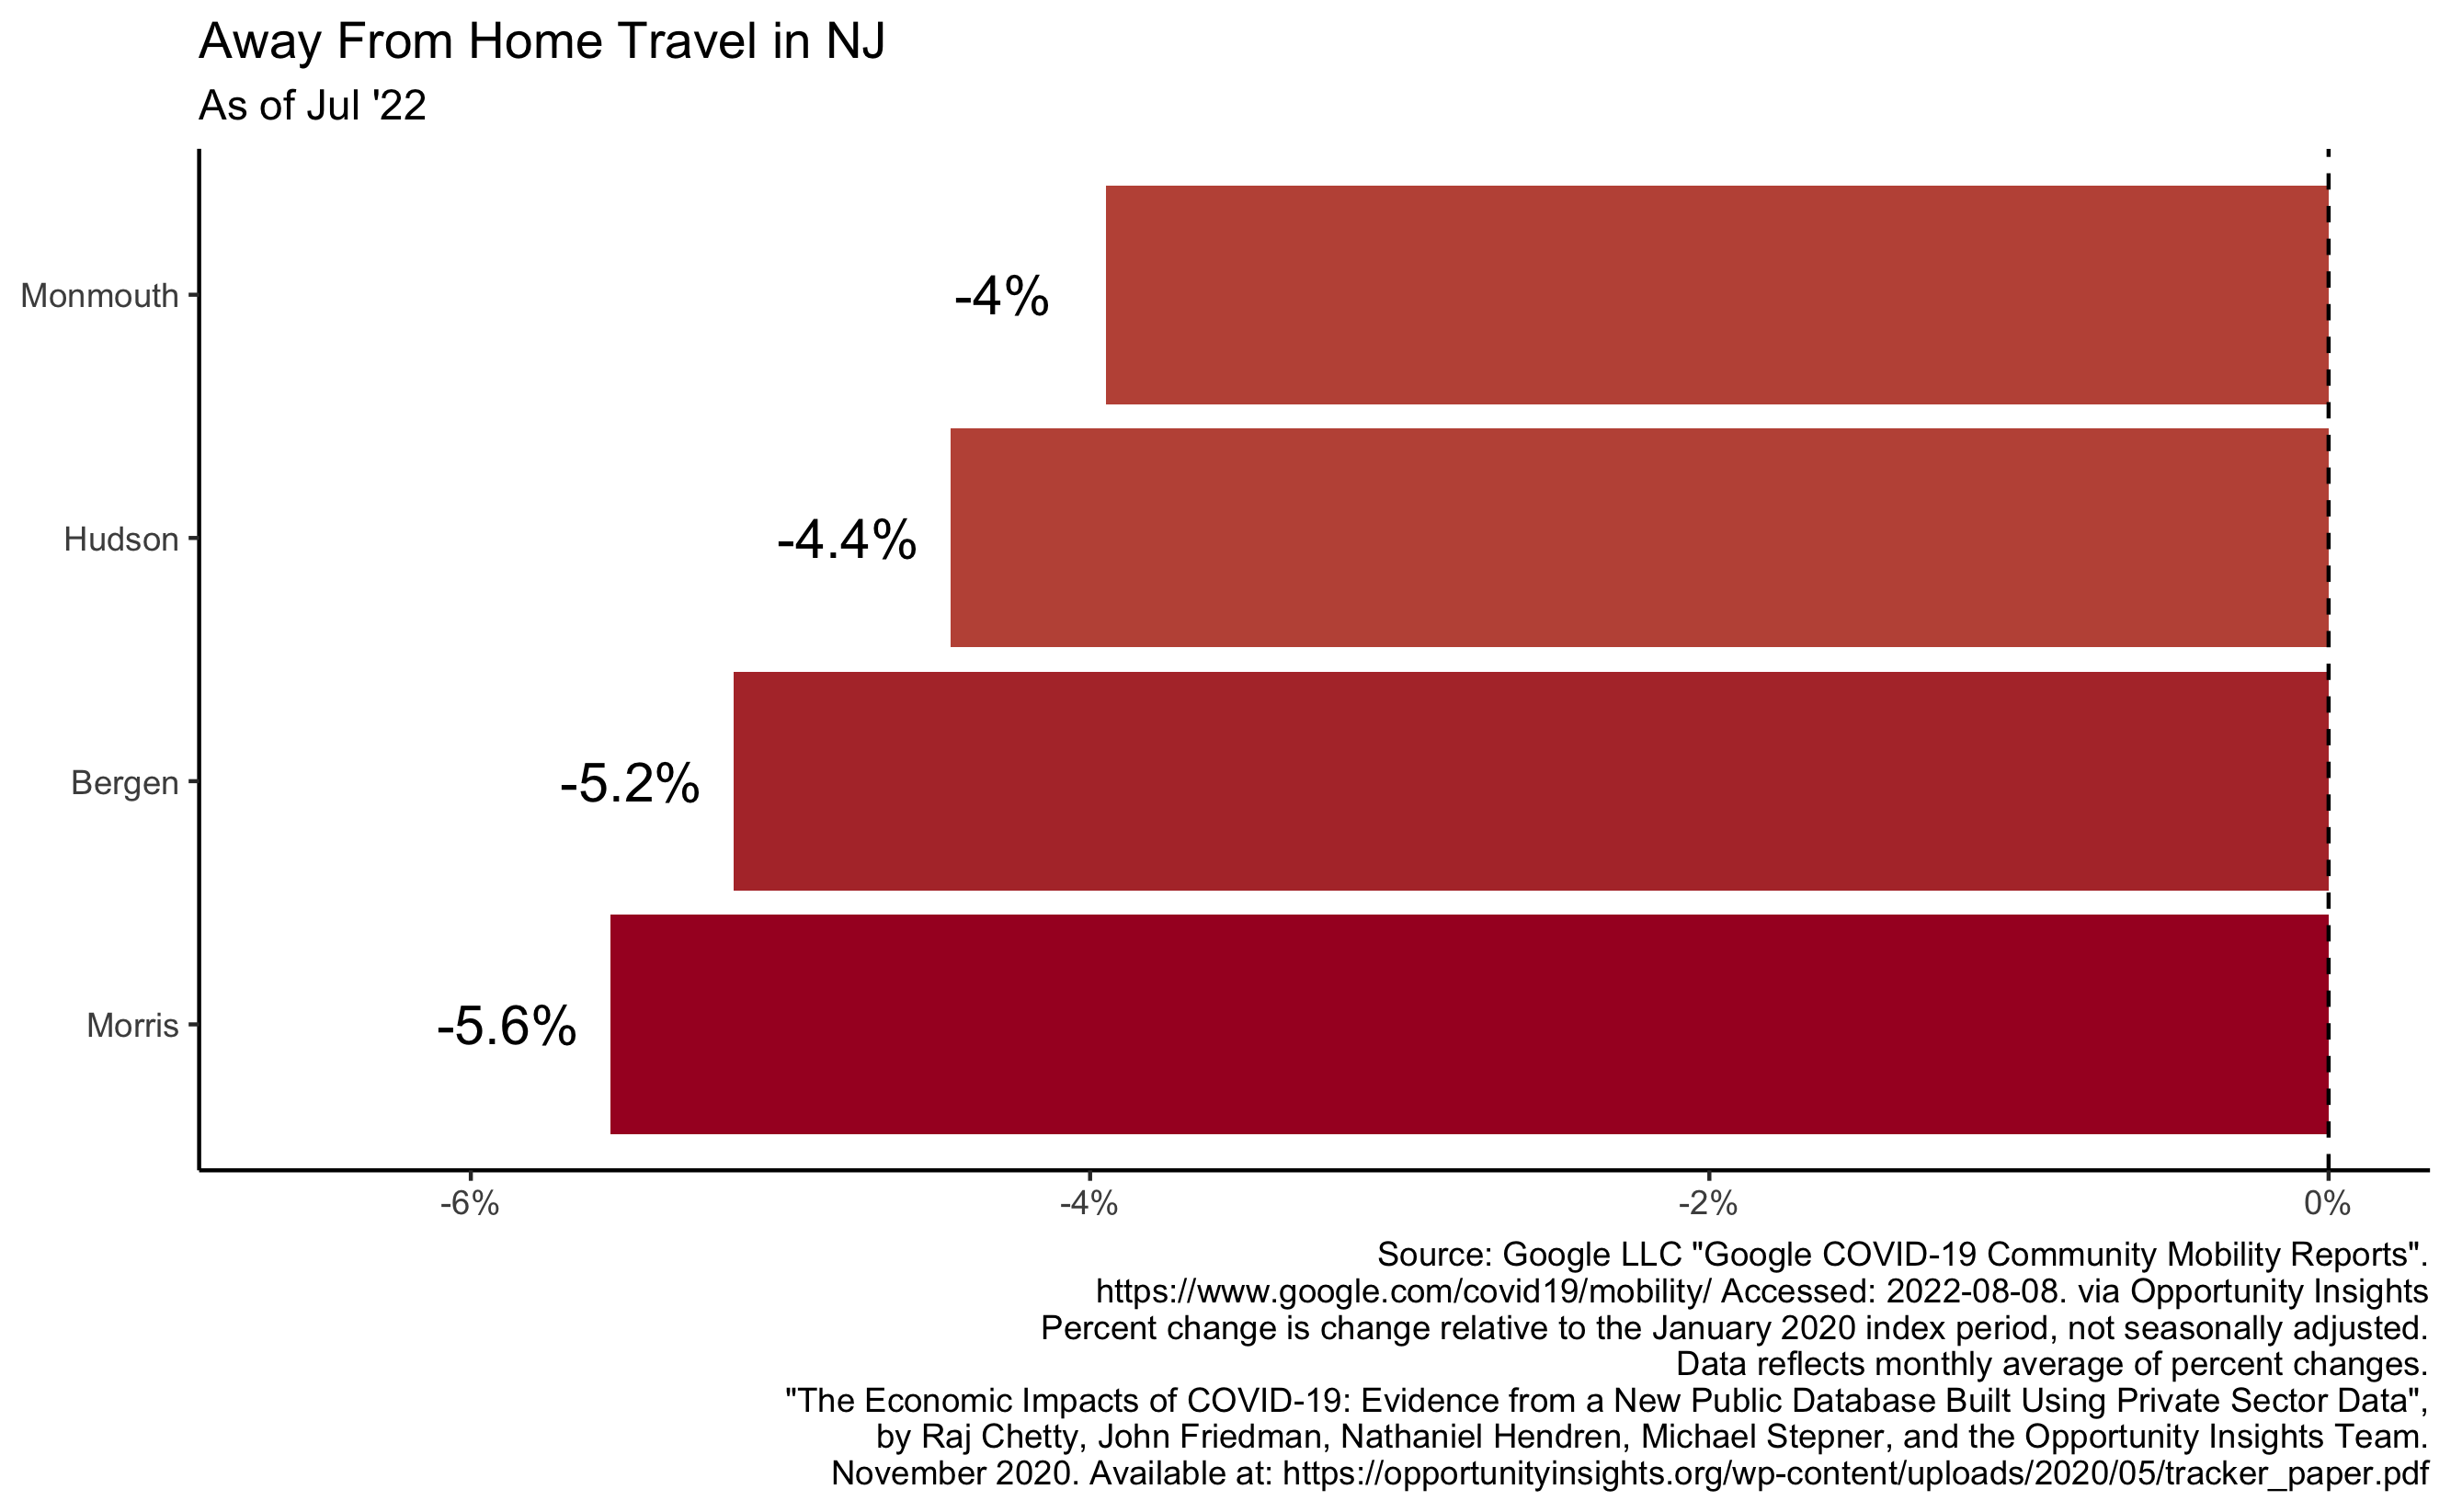 Away From Home Travel in NJ
As of Jul '22
Monmouth
-4%
Hudson
-4.4%
Bergen
-5.2%
Morris
-5.6%
-6% -4% -2% 0%
Source: Google LLC "Google COVID-19 Community Mobility Reports".
https://www.google.com/covid19/mobility/ Accessed: 2022-08-08. via Opportunity Insights
Percent change is change relative to the January 2020 index period, not seasonally adjusted.
Data reflects monthly average of percent changes.
"The Economic Impacts of COVID-19: Evidence from a New Public Database Built Using Private Sector Data",
by Raj Chetty, John Friedman, Nathaniel Hendren, Michael Stepner, and the Opportunity Insights Team.
November 2020. Available at: https://opportunityinsights.org/wp-content/uploads/2020/05/tracker_paper.pdf